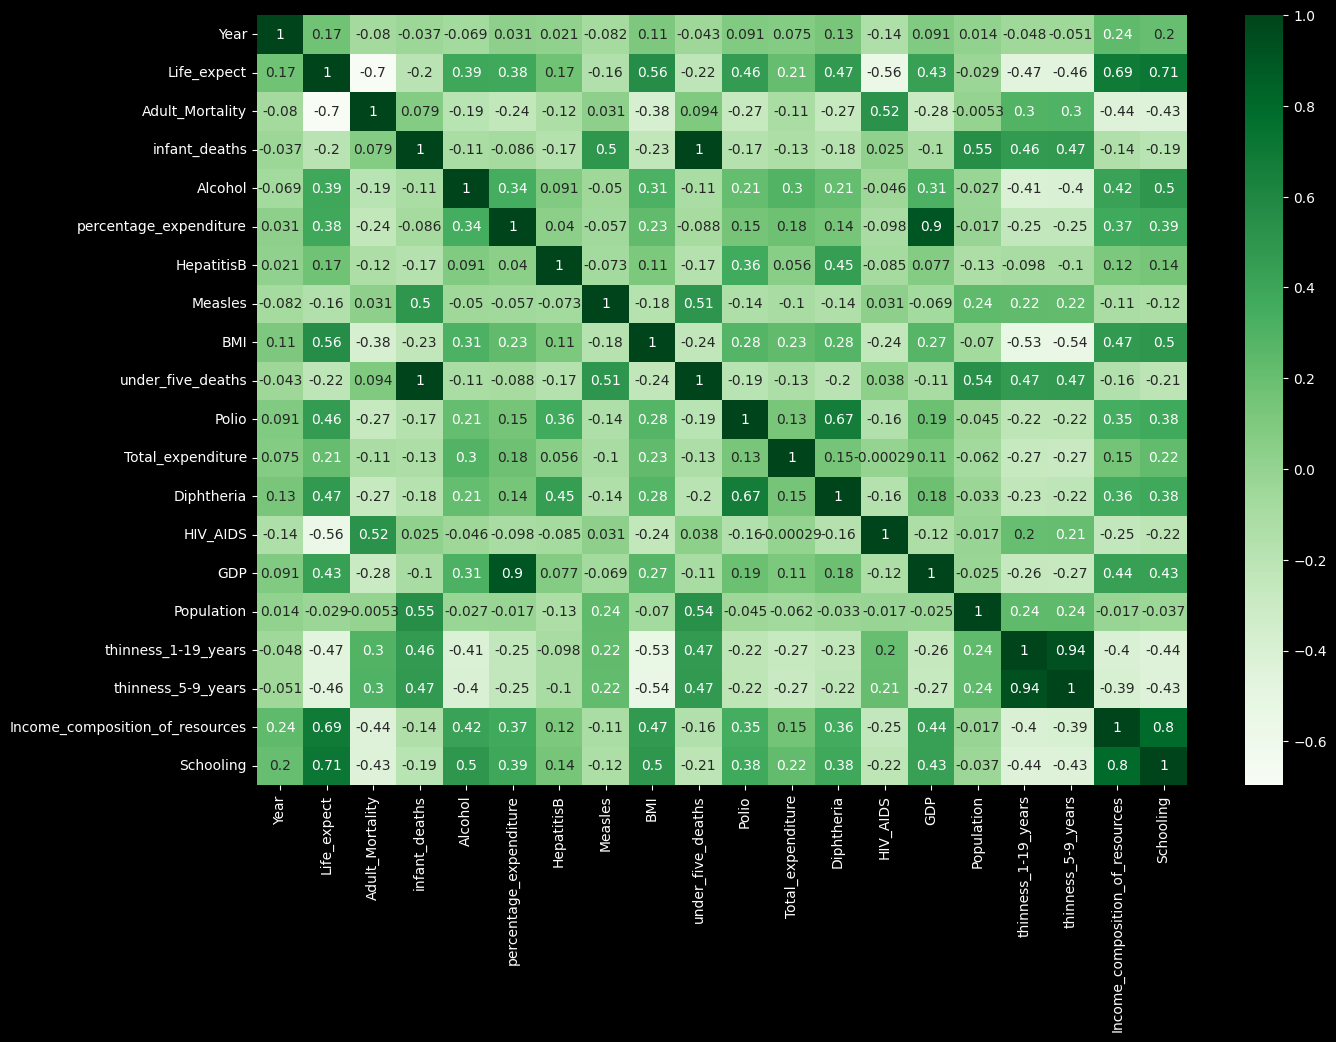 Year 1 0.17 -0.08 -0.037 -0.069 0.031 0.021 -0.082 0.11 -0.043 0.091 0.075 0.13 -0.14 0.091 0.014 -0.048 -0.051 0.24 0.2
Life_expect 0.17 1 -0.7 -0.2 0.39 0.38 0.17 -0.16 0.56 -0.22 0.46 0.21 0.47 -0.56 0.43 -0.029 -0.47 -0.46 0.69 0.71
Adult_Mortality -0.08 -0.7 1 0.079 -0.19 -0.24 -0.12 0.031 -0.38 0.094 -0.27 -0.11 -0.27 0.52 -0.28 -0.0053 0.3 0.3 -0.44 -0.43
infant_deaths -0.037 -0.2 0.079 1 -0.11 -0.086 -0.17 0.5 -0.23 1 -0.17 -0.13 -0.18 0.025 -0.1 0.55 0.46 0.47 -0.14 -0.19
Alcohol -0.069 0.39 -0.19 -0.11 1 0.34 0.091 -0.05 0.31 -0.11 0.21 0.3 0.21 -0.046 0.31 -0.027 -0.41 -0.4 0.42 0.5
percentage_expenditure 0.031 0.38 -0.24 -0.086 0.34 1 0.04 -0.057 0.23 -0.088 0.15 0.18 0.14 -0.098 0.9 -0.017 -0.25 -0.25 0.37 0.39
HepatitisB 0.021 0.17 -0.12 -0.17 0.091 0.04 1 -0.073 0.11 -0.17 0.36 0.056 0.45 -0.085 0.077 -0.13 -0.098 -0.1 0.12 0.14
Measles -0.082 -0.16 0.031 0.5 -0.05 -0.057 -0.073 1 -0.18 0.51 -0.14 -0.1 -0.14 0.031 -0.069 0.24 0.22 0.22 -0.11 -0.12
BMI 0.11 0.56 -0.38 -0.23 0.31 0.23 0.11 -0.18 1 -0.24 0.28 0.23 0.28 -0.24 0.27 -0.07 -0.53 -0.54 0.47 0.5
under_five_deaths -0.043 -0.22 0.094 1 -0.11 -0.088 -0.17 0.51 -0.24 1 -0.19 -0.13 -0.2 0.038 -0.11 0.54 0.47 0.47 -0.16 -0.21
Polio 0.091 0.46 -0.27 -0.17 0.21 0.15 0.36 -0.14 0.28 -0.19 1 0.13 0.67 -0.16 0.19 -0.045 -0.22 -0.22 0.35 0.38
Total_expenditure 0.075 0.21 -0.11 -0.13 0.3 0.18 0.056 -0.1 0.23 -0.13 0.13 1 0.15 -0.00029 0.11 -0.062 -0.27 -0.27 0.15 0.22
Diphtheria 0.13 0.47 -0.27 -0.18 0.21 0.14 0.45 -0.14 0.28 -0.2 0.67 0.15 1 -0.16 0.18 -0.033 -0.23 -0.22 0.36 0.38
HIV_AIDS -0.14 -0.56 0.52 0.025 -0.046 -0.098 -0.085 0.031 -0.24 0.038 -0.16 -0.00029 -0.16 1 -0.12 -0.017 0.2 0.21 -0.25 -0.22
GDP 0.091 0.43 -0.28 -0.1 0.31 0.9 0.077 -0.069 0.27 -0.11 0.19 0.11 0.18 -0.12 1 -0.025 -0.26 -0.27 0.44 0.43
Population 0.014 -0.029 -0.0053 0.55 -0.027 -0.017 -0.13 0.24 -0.07 0.54 -0.045 -0.062 -0.033 -0.017 -0.025 1 0.24 0.24 -0.017 -0.037
thinness_1-19_years -0.048 -0.47 0.3 0.46 -0.41 -0.25 -0.098 0.22 -0.53 0.47 -0.22 -0.27 -0.23 0.2 -0.26 0.24 1 0.94 -0.4 -0.44
thinness_5-9_years -0.051 -0.46 0.3 0.47 -0.4 -0.25 -0.1 0.22 -0.54 0.47 -0.22 -0.27 -0.22 0.21 -0.27 0.24 0.94 1 -0.39 -0.43
Income_composition_of_resources 0.24 0.69 -0.44 -0.14 0.42 0.37 0.12 -0.11 0.47 -0.16 0.35 0.15 0.36 -0.25 0.44 -0.017 -0.4 -0.39 1 0.8
Schooling 0.2 0.71 -0.43 -0.19 0.5 0.39 0.14 -0.12 0.5 -0.21 0.38 0.22 0.38 -0.22 0.43 -0.037 -0.44 -0.43 0.8 1
Year
Life_expect
Adult_Mortality
infant_deaths
Alcohol
percentage_expenditure
HepatitisB
Measles
BMI
under_five_deaths
Polio
Total_expenditure
Diphtheria
HIV_AIDS
GDP
Population
thinness_1-19_years
thinness_5-9_years
Income_composition_of_resources
Schooling
1.0
0.8
0.6
0.4
0.2
0.0
−0.2
−0.4
−0.6